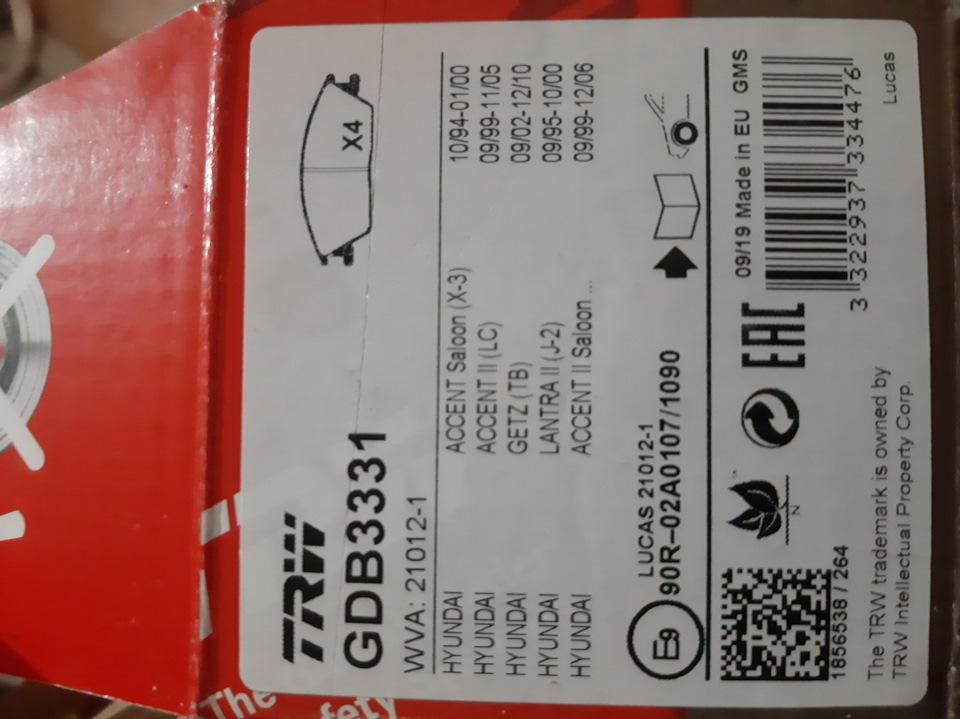 TRW
GDB3331
X4
WVA: 21012-1
HYUNDAI ACCENT Saloon (X-3) 10/94-01/00
HYUNDAI ACCENT II (LC) 09/99-11/05
HYUNDAI GETZ (TB) 09/02-12/10
HYUNDAI LANTRA II (J-2) 09/95-10/00
HYUNDAI ACCENT II Saloon ... 09/99-12/06
LUCAS 21012-1
E9 90R-02A0107/1090
N
EAC
09/19 Made in EU GMS
3 322937 334476
1856538 / 264
The TRW trademark is owned by
TRW Intellectual Property Corp.
Lucas
The
fety